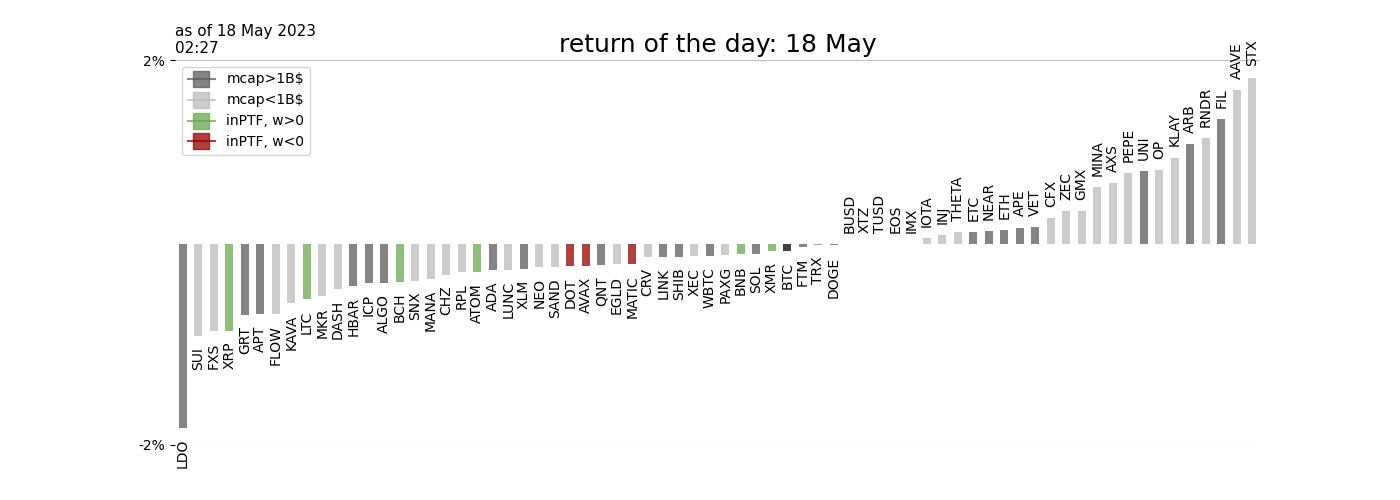 as of 18 May 2023
02:27
return of the day: 18 May
2%
mcap>1B$
mcap<1B$
inPTF, w>0
inPTF, w<0
-2%
LDO
SUI
FXS
XRP
GRT
APT
FLOW
KAVA
LTC
MKR
DASH
HBAR
ICP
ALGO
BCH
SNX
MANA
CHZ
RPL
ATOM
ADA
LUNC
XLM
NEO
SAND
DOT
AVAX
QNT
EGLD
MATIC
CRV
LINK
SHIB
XEC
WBTC
PAXG
BNB
SOL
XMR
BTC
FTM
TRX
DOGE
BUSD
XTZ
TUSD
EOS
IMX
IOTA
INJ
THETA
ETC
NEAR
ETH
APE
VET
CFX
ZEC
GMX
MINA
AXS
PEPE
UNI
OP
KLAY
ARB
RNDR
FIL
AAVE
STX